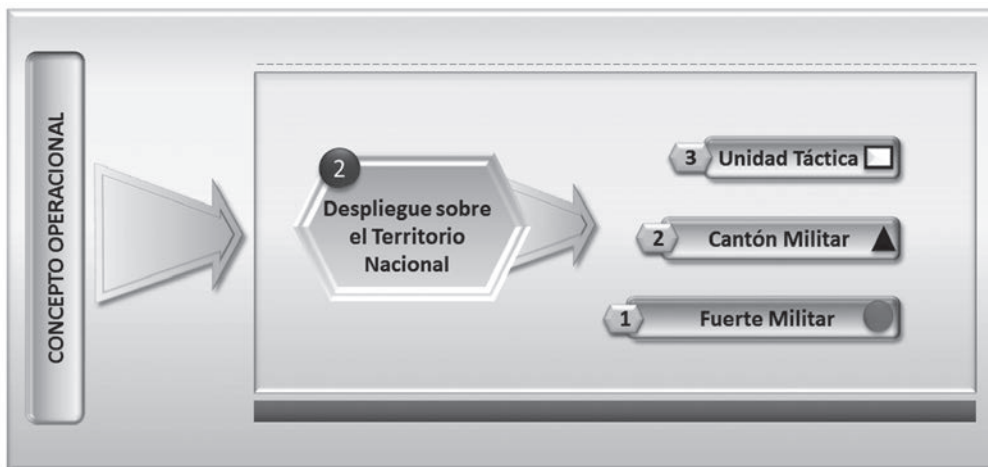 CONCEPTO OPERACIONAL
2
Despliegue sobre
el Territorio
Nacional
3 Unidad Táctica
2 Cantón Militar
1 Fuerte Militar